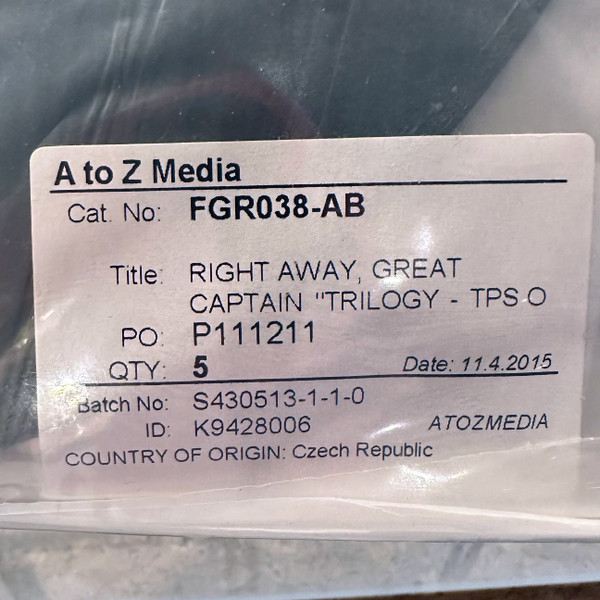 A to Z Media
Cat. No: FGR038-AB
Title: RIGHT AWAY, GREAT
CAPTAIN "TRILOGY - TPS O
PO: P111211
QTY: 5 Date: 11.4.2015
Batch No: S430513-1-1-0
ID: K9428006 ATOZMEDIA
COUNTRY OF ORIGIN: Czech Republic